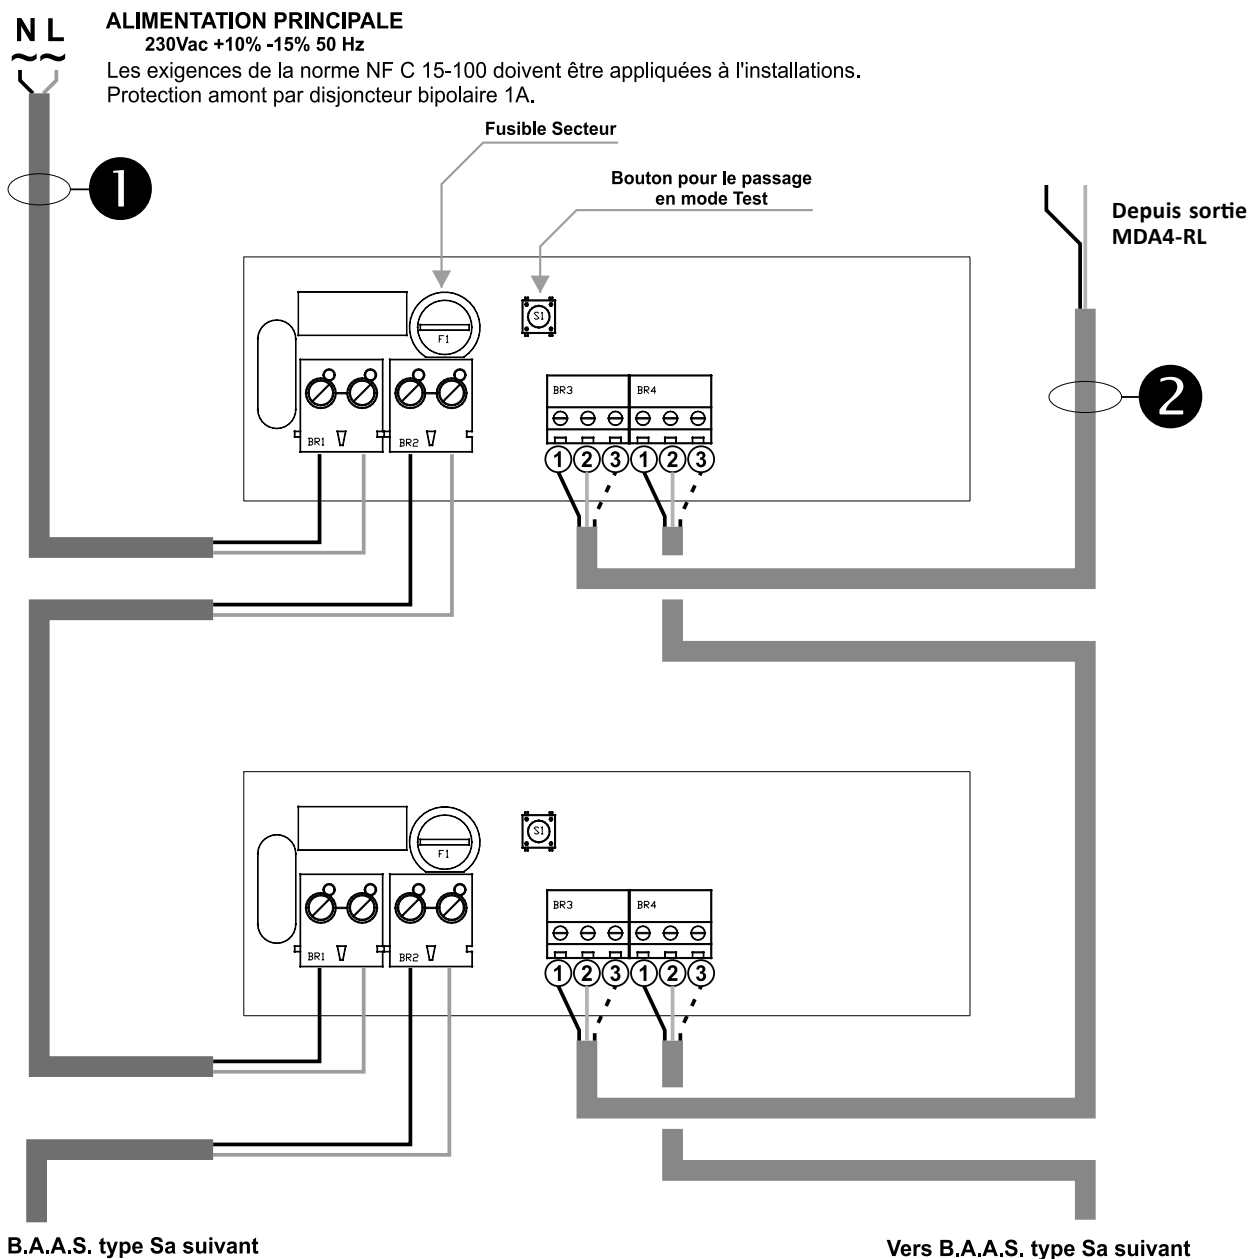 N L
ALIMENTATION PRINCIPALE
230Vac +10% -15% 50 Hz
Les exigences de la norme NF C 15-100 doivent être appliquées à l'installations.
Protection amont par disjoncteur bipolaire 1A.
Fusible Secteur
1
Bouton pour le passage
en mode Test
Depuis sortie
MDA4-RL
F1
S1
2
BR3 BR4
BR1 BR2
1 2 3 1 2 3
F1
S1
BR3 BR4
BR1 BR2
1 2 3 1 2 3
B.A.A.S. type Sa suivant
Vers B.A.A.S. type Sa suivant